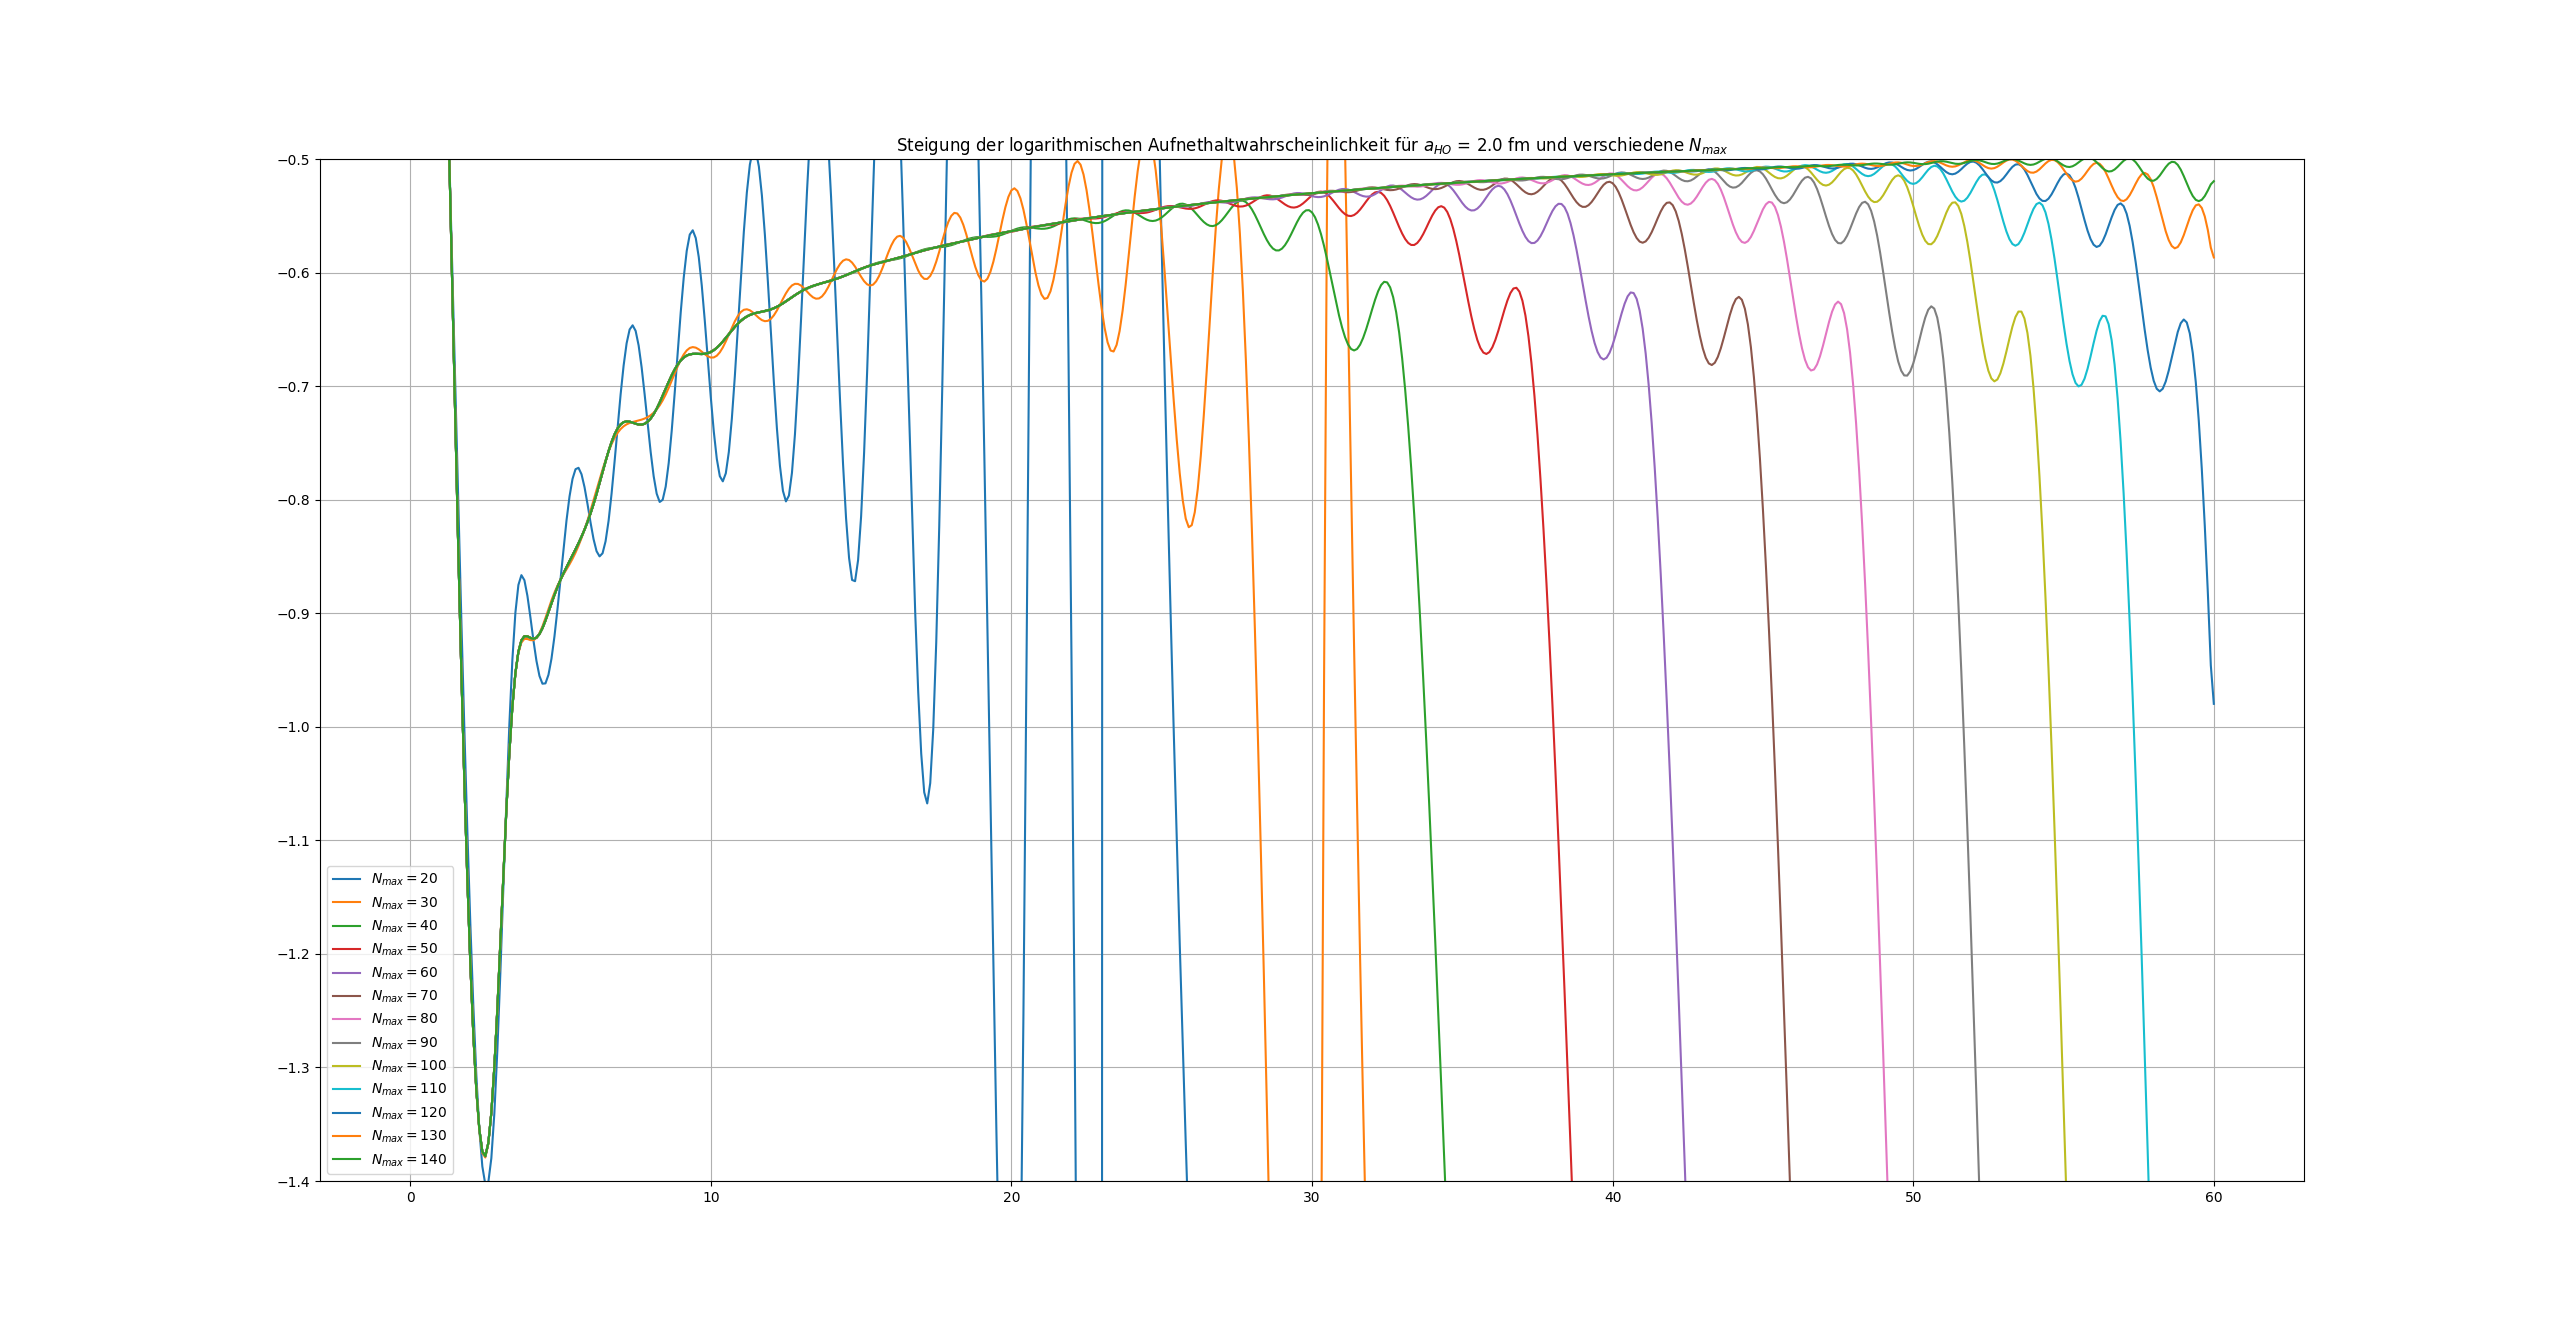 Steigung der logarithmischen Aufnethaltwahrscheinlichkeit für a_HO = 2.0 fm und verschiedene N_max
−0.5
−0.6
−0.7
−0.8
−0.9
−1.0
−1.1
−1.2
−1.3
−1.4
N_max = 20
N_max = 30
N_max = 40
N_max = 50
N_max = 60
N_max = 70
N_max = 80
N_max = 90
N_max = 100
N_max = 110
N_max = 120
N_max = 130
N_max = 140
0 10 20 30 40 50 60